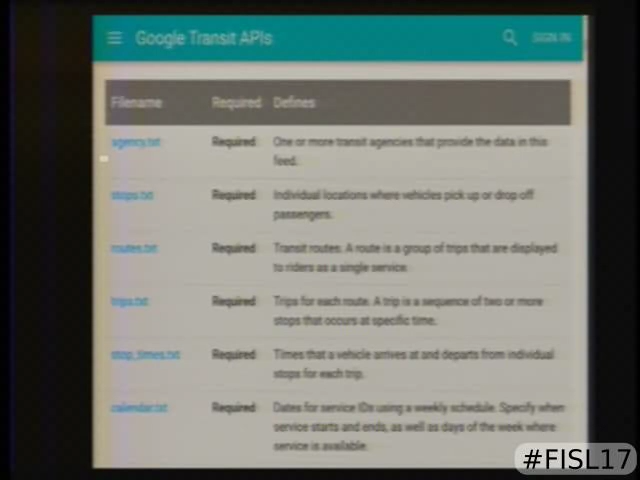 Google Transit APIs SIGN IN
Filename Required Defines
agency.txt Required One or more transit agencies that provide the data in this
feed.
stops.txt Required Individual locations where vehicles pick up or drop off
passengers.
routes.txt Required Transit routes. A route is a group of trips that are displayed
to riders as a single service.
trips.txt Required Trips for each route. A trip is a sequence of two or more
stops that occurs at specific time.
stop_times.txt Required Times that a vehicle arrives at and departs from individual
stops for each trip.
calendar.txt Required Dates for service IDs using a weekly schedule. Specify when
service starts and ends, as well as days of the week where
service is available.
#FISL17